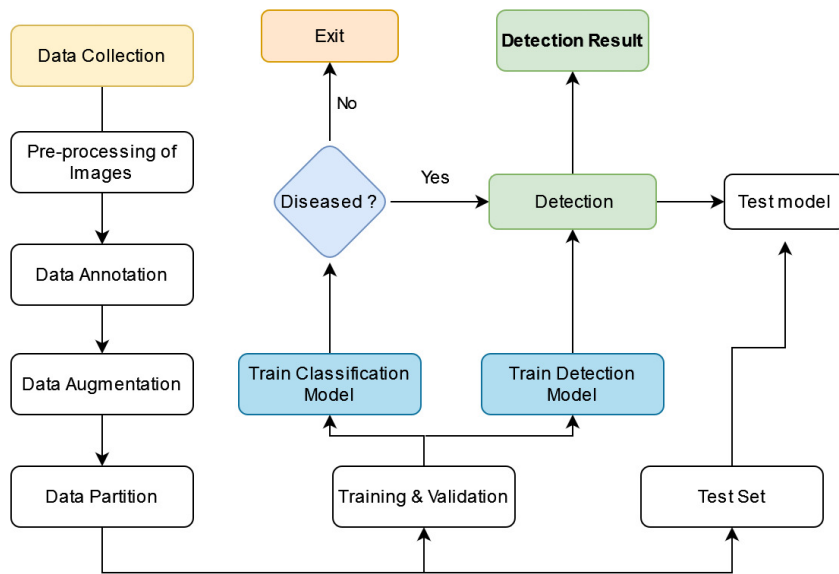 Data Collection
Pre-processing of
Images
Data Annotation
Data Augmentation
Data Partition
Exit
No
Diseased ?
Yes
Train Classification
Model
Training & Validation
Detection Result
Detection
Train Detection
Model
Test model
Test Set